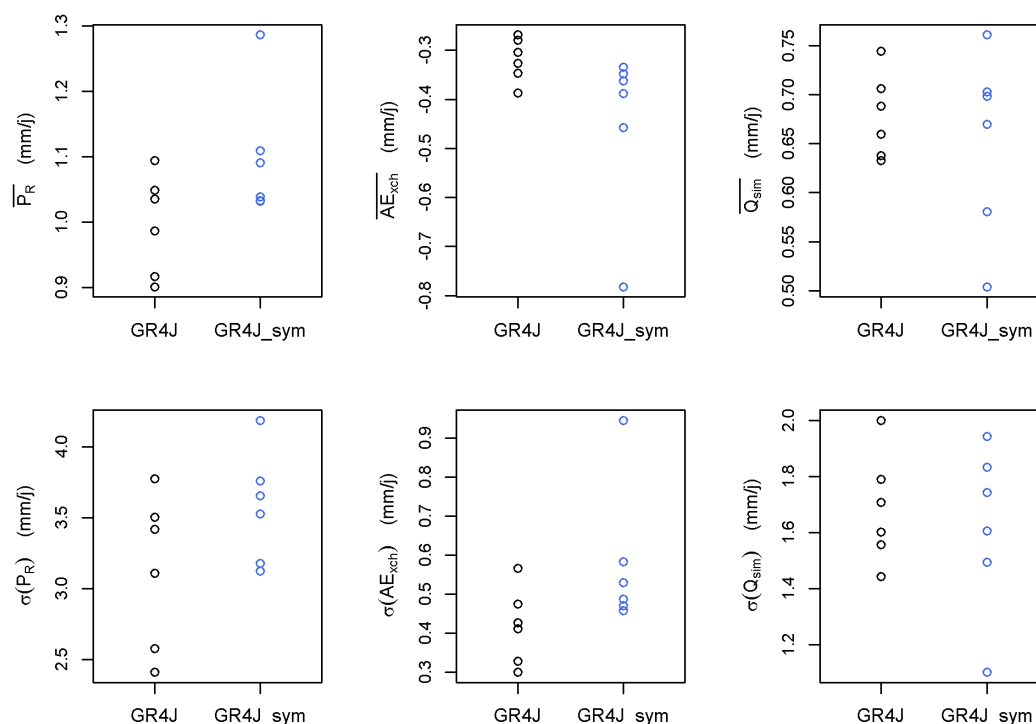 P_R (mm/j)
1.3
1.2
1.1
1.0
0.9
GR4J GR4J_sym
AE_xch (mm/j)
-0.3
-0.4
-0.5
-0.6
-0.7
-0.8
GR4J GR4J_sym
Q_sim (mm/j)
0.75
0.70
0.65
0.60
0.55
0.50
GR4J GR4J_sym
σ(P_R) (mm/j)
4.0
3.5
3.0
2.5
GR4J GR4J_sym
σ(AE_xch) (mm/j)
0.9
0.8
0.7
0.6
0.5
0.4
0.3
GR4J GR4J_sym
σ(Q_sim) (mm/j)
2.0
1.8
1.6
1.4
1.2
GR4J GR4J_sym